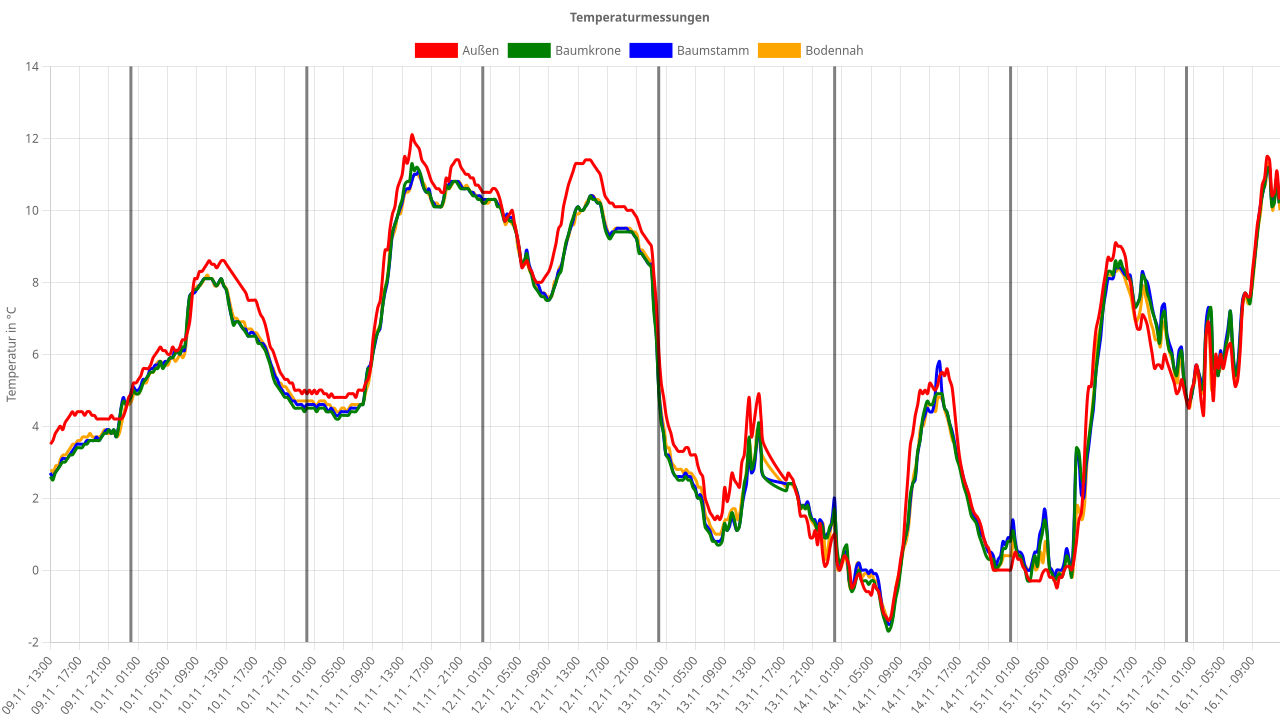 Temperaturmessungen
Außen Baumkrone Baumstamm Bodennah
Temperatur in °C
14
12
10
8
6
4
2
0
-2
09.11 - 13:00
09.11 - 17:00
09.11 - 21:00
10.11 - 01:00
10.11 - 05:00
10.11 - 09:00
10.11 - 13:00
10.11 - 17:00
10.11 - 21:00
11.11 - 01:00
11.11 - 05:00
11.11 - 09:00
11.11 - 13:00
11.11 - 17:00
11.11 - 21:00
12.11 - 01:00
12.11 - 05:00
12.11 - 09:00
12.11 - 13:00
12.11 - 17:00
12.11 - 21:00
13.11 - 01:00
13.11 - 05:00
13.11 - 09:00
13.11 - 13:00
13.11 - 17:00
13.11 - 21:00
14.11 - 01:00
14.11 - 05:00
14.11 - 09:00
14.11 - 13:00
14.11 - 17:00
14.11 - 21:00
15.11 - 01:00
15.11 - 05:00
15.11 - 09:00
15.11 - 13:00
15.11 - 17:00
15.11 - 21:00
16.11 - 01:00
16.11 - 05:00
16.11 - 09:00